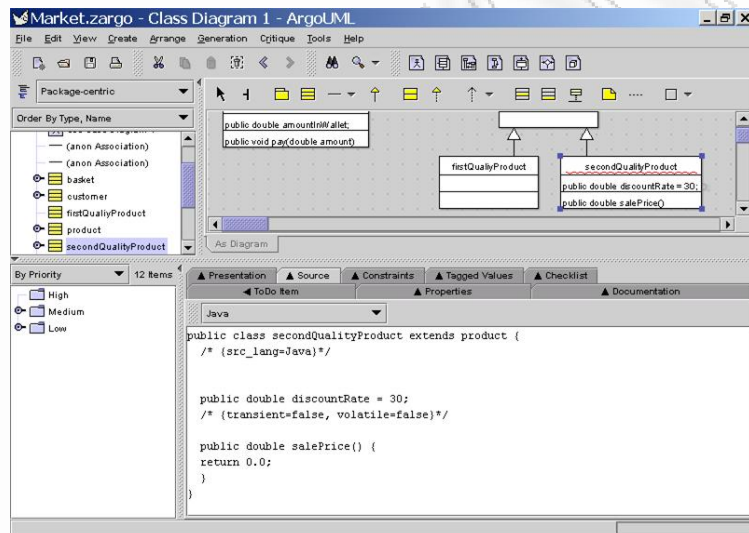 Market.zargo - Class Diagram 1 - ArgoUML
File Edit View Create Arrange Generation Critique Tools Help
Package-centric
Order By Type, Name
(anon Association)
(anon Association)
basket
customer
fistQualiyProduct
product
secondQualityProduct
public double amountInWallet;
public void pay(double amount)
firstQualiyProduct
secondQualityProduct
public double discountRate = 30;
public double salePrice()
As Diagram
By Priority 12 Items
High
Medium
Low
Presentation Source Constraints Tagged Values Checklist
ToDo Item Properties Documentation
Java
public class secondQualityProduct extends product {
/* {src_lang=Java}*/
public double discountRate = 30;
/* {transient=false, volatile=false}*/
public double salePrice() {
return 0.0;
}
}